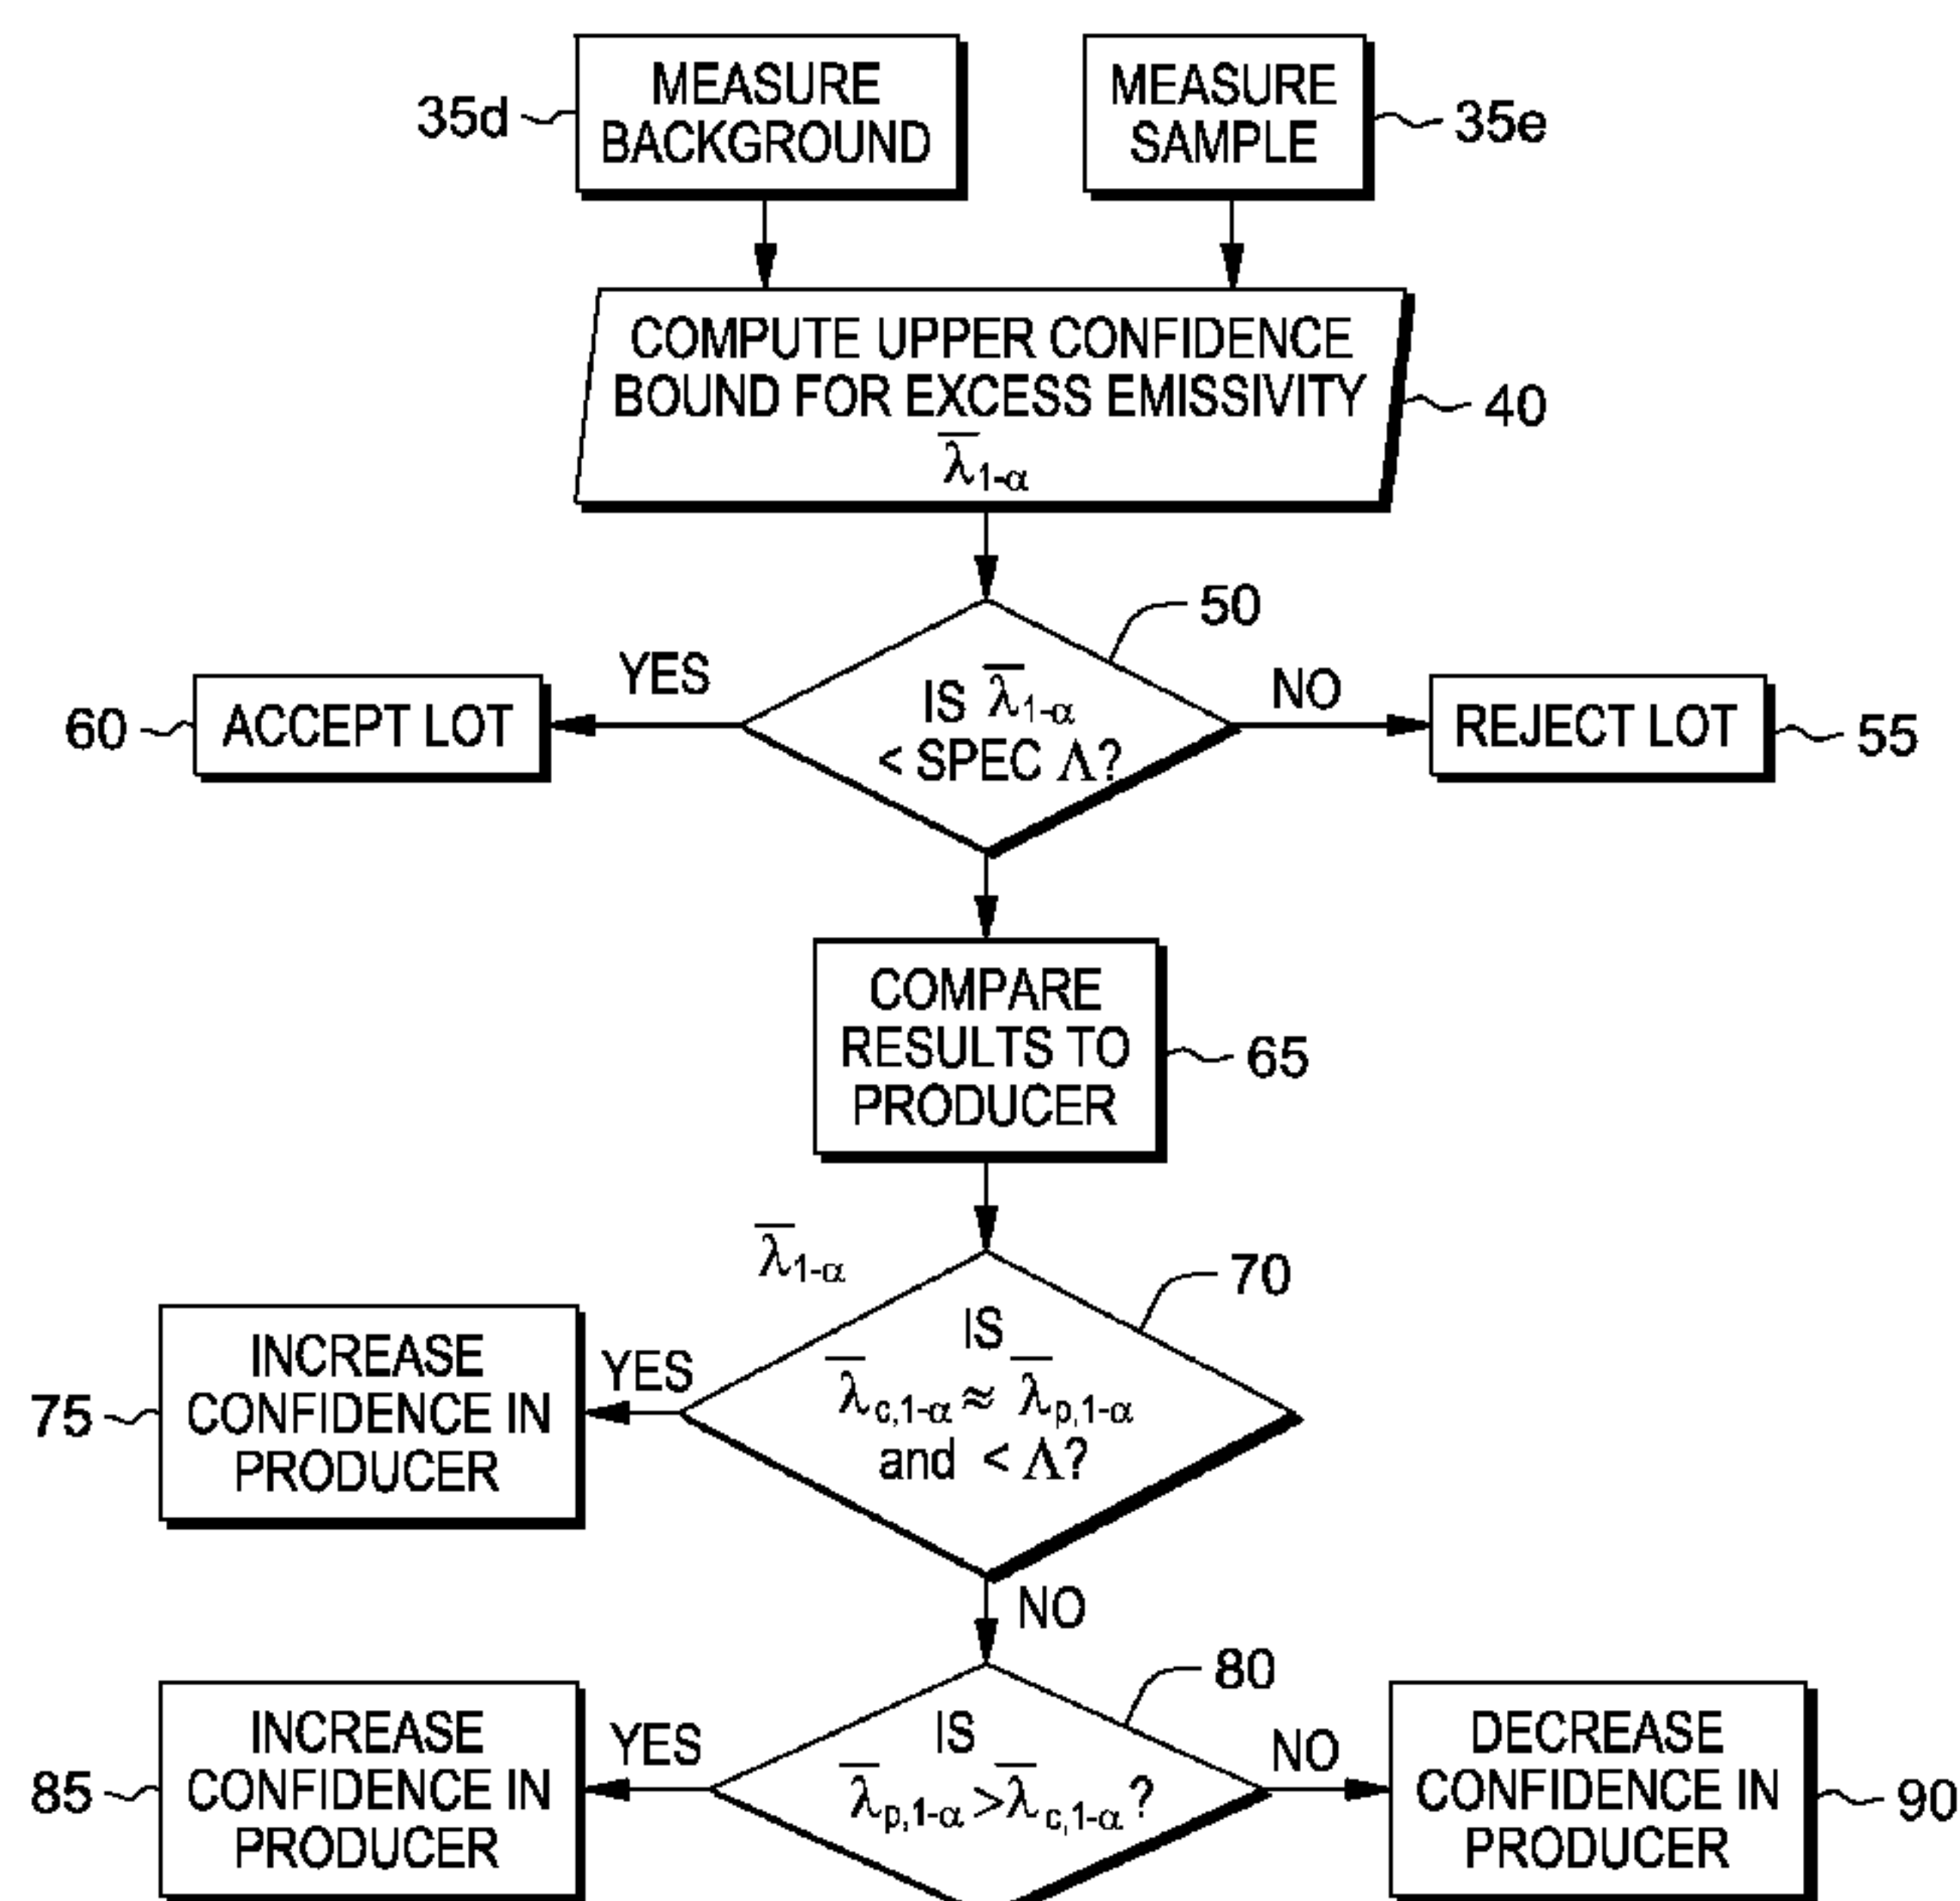 MEASURE
BACKGROUND
35d
MEASURE
SAMPLE
35e
COMPUTE UPPER CONFIDENCE
BOUND FOR EXCESS EMISSIVITY
λ̅1-α
40
50
IS λ̅1-α
< SPEC Λ?
YES
ACCEPT LOT
60
NO
REJECT LOT
55
COMPARE
RESULTS TO
PRODUCER
65
λ̅1-α
70
IS
λ̅c,1-α ≈ λ̅p,1-α
and < Λ?
YES
INCREASE
CONFIDENCE IN
PRODUCER
75
NO
80
IS
λ̅p,1-α > λ̅c,1-α ?
YES
INCREASE
CONFIDENCE IN
PRODUCER
85
NO
DECREASE
CONFIDENCE IN
PRODUCER
90